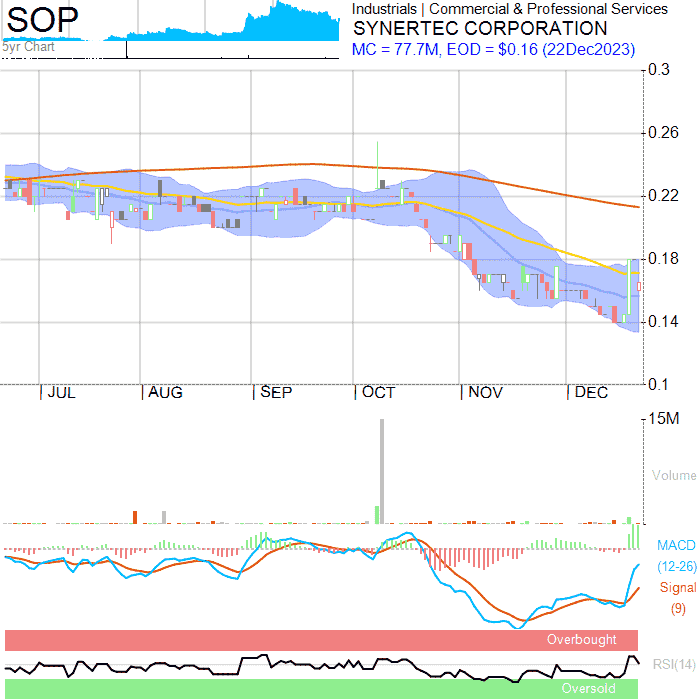 SOP
5yr Chart
Industrials | Commercial & Professional Services
SYNERTEC CORPORATION
MC = 77.7M, EOD = $0.16 (22Dec2023)
0.3
0.26
0.22
0.18
0.14
0.1
JUL AUG SEP OCT NOV DEC
15M
Volume
MACD
(12-26)
Signal
(9)
Overbought
RSI(14)
Oversold